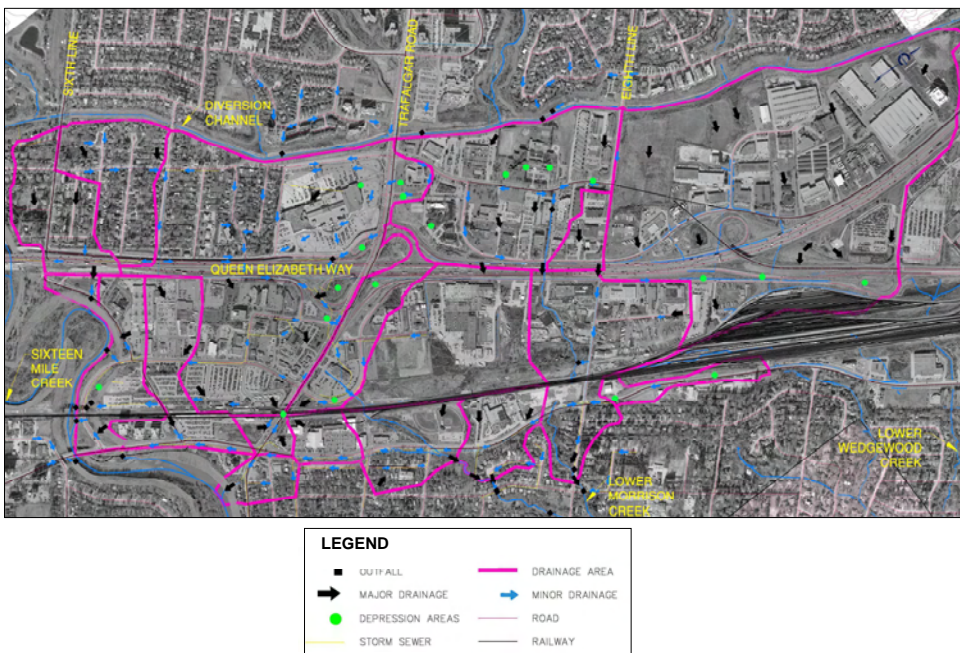 SIXTH LINE
TRAFALGAR ROAD
EIGHTH LINE
DIVERSION
CHANNEL
QUEEN ELIZABETH WAY
SIXTEEN
MILE
CREEK
LOWER
WEDGEWOOD
CREEK
LOWER
MORRISON
CREEK
LEGEND
OUTFALL
DRAINAGE AREA
MAJOR DRAINAGE
MINOR DRAINAGE
DEPRESSION AREAS
ROAD
STORM SEWER
RAILWAY